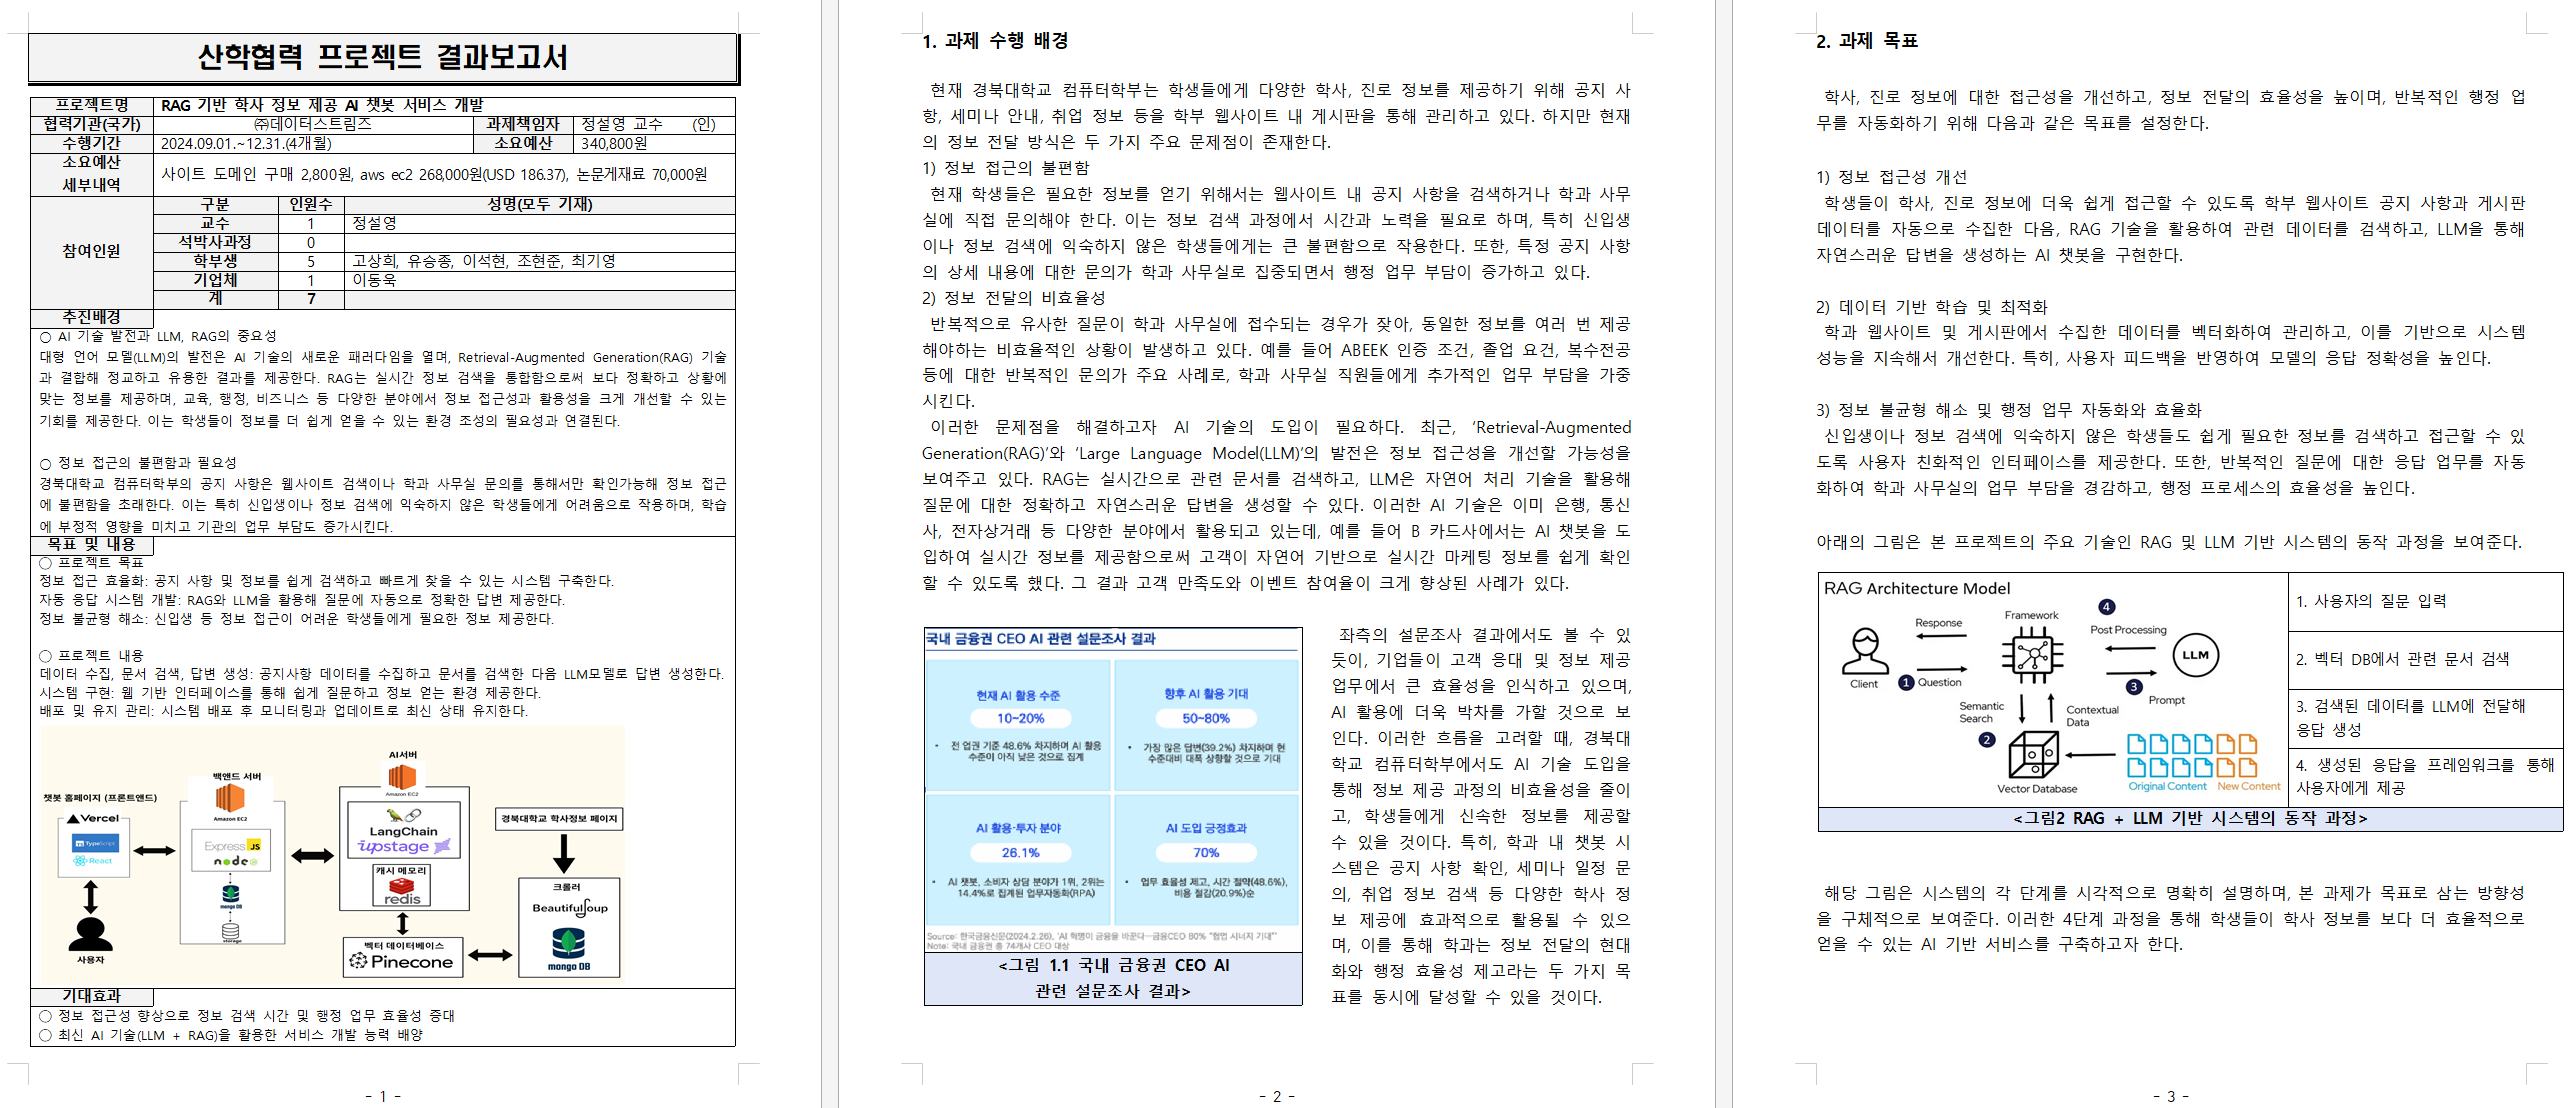 산학협력 프로젝트 결과보고서
프로젝트명 RAG 기반 학사 정보 제공 AI 챗봇 서비스 개발
협력기관(국가) ㈜데이터스트림즈 과제책임자 정설영 교수 (인)
수행기간 2024.09.01.~12.31.(4개월) 소요예산 340,800원
소요예산
세부내역
사이트 도메인 구매 2,800원, aws ec2 268,000원(USD 186.37), 논문게재료 70,000원
참여인원
구분 인원수 성명(모두 기재)
교수 1 정설영
석박사과정 0
학부생 5 고상희, 유승종, 이석현, 조현준, 최기영
기업체 1 이동욱
계 7
추진배경
○ AI 기술 발전과 LLM, RAG의 중요성
대형 언어 모델(LLM)의 발전은 AI 기술의 새로운 패러다임을 열며, Retrieval-Augmented Generation(RAG) 기술
과 결합해 정교하고 유용한 결과를 제공한다. RAG는 실시간 정보 검색을 통합함으로써 보다 정확하고 상황에
맞는 정보를 제공하며, 교육, 행정, 비즈니스 등 다양한 분야에서 정보 접근성과 활용성을 크게 개선할 수 있는
기회를 제공한다. 이는 학생들이 정보를 더 쉽게 얻을 수 있는 환경 조성의 필요성과 연결된다.
○ 정보 접근의 불편함과 필요성
경북대학교 컴퓨터학부의 공지 사항은 웹사이트 검색이나 학과 사무실 문의를 통해서만 확인가능해 정보 접근
에 불편함을 초래한다. 이는 특히 신입생이나 정보 검색에 익숙하지 않은 학생들에게 어려움으로 작용하며, 학습
에 부정적 영향을 미치고 기관의 업무 부담도 증가시킨다.
목표 및 내용
○ 프로젝트 목표
정보 접근 효율화: 공지 사항 및 정보를 쉽게 검색하고 빠르게 찾을 수 있는 시스템 구축한다.
자동 응답 시스템 개발: RAG와 LLM을 활용해 질문에 자동으로 정확한 답변 제공한다.
정보 불균형 해소: 신입생 등 정보 접근이 어려운 학생들에게 필요한 정보 제공한다.
○ 프로젝트 내용
데이터 수집, 문서 검색, 답변 생성: 공지사항 데이터를 수집하고 문서를 검색한 다음 LLM모델로 답변 생성한다.
시스템 구현: 웹 기반 인터페이스를 통해 쉽게 질문하고 정보 얻는 환경 제공한다.
배포 및 유지 관리: 시스템 배포 후 모니터링과 업데이트로 최신 상태 유지한다.
챗봇 홈페이지 (프론트엔드)
Vercel
TypeScript
React
사용자
백앤드 서버
Amazon EC2
Express JS
node
mongo DB
storage
AI서버
Amazon EC2
LangChain
upstage
캐시 메모리
redis
벡터 데이터베이스
Pinecone
경북대학교 학사정보 페이지
크롤러
BeautifulSoup
mongo DB
기대효과
○ 정보 접근성 향상으로 정보 검색 시간 및 행정 업무 효율성 증대
○ 최신 AI 기술(LLM + RAG)을 활용한 서비스 개발 능력 배양
- 1 -
1. 과제 수행 배경
현재 경북대학교 컴퓨터학부는 학생들에게 다양한 학사, 진로 정보를 제공하기 위해 공지 사
항, 세미나 안내, 취업 정보 등을 학부 웹사이트 내 게시판을 통해 관리하고 있다. 하지만 현재
의 정보 전달 방식은 두 가지 주요 문제점이 존재한다.
1) 정보 접근의 불편함
현재 학생들은 필요한 정보를 얻기 위해서는 웹사이트 내 공지 사항을 검색하거나 학과 사무
실에 직접 문의해야 한다. 이는 정보 검색 과정에서 시간과 노력을 필요로 하며, 특히 신입생
이나 정보 검색에 익숙하지 않은 학생들에게는 큰 불편함으로 작용한다. 또한, 특정 공지 사항
의 상세 내용에 대한 문의가 학과 사무실로 집중되면서 행정 업무 부담이 증가하고 있다.
2) 정보 전달의 비효율성
반복적으로 유사한 질문이 학과 사무실에 접수되는 경우가 잦아, 동일한 정보를 여러 번 제공
해야하는 비효율적인 상황이 발생하고 있다. 예를 들어 ABEEK 인증 조건, 졸업 요건, 복수전공
등에 대한 반복적인 문의가 주요 사례로, 학과 사무실 직원들에게 추가적인 업무 부담을 가중
시킨다.
이러한 문제점을 해결하고자 AI 기술의 도입이 필요하다. 최근, ‘Retrieval-Augmented
Generation(RAG)’와 ‘Large Language Model(LLM)’의 발전은 정보 접근성을 개선할 가능성을
보여주고 있다. RAG는 실시간으로 관련 문서를 검색하고, LLM은 자연어 처리 기술을 활용해
질문에 대한 정확하고 자연스러운 답변을 생성할 수 있다. 이러한 AI 기술은 이미 은행, 통신
사, 전자상거래 등 다양한 분야에서 활용되고 있는데, 예를 들어 B 카드사에서는 AI 챗봇을 도
입하여 실시간 정보를 제공함으로써 고객이 자연어 기반으로 실시간 마케팅 정보를 쉽게 확인
할 수 있도록 했다. 그 결과 고객 만족도와 이벤트 참여율이 크게 향상된 사례가 있다.
국내 금융권 CEO AI 관련 설문조사 결과
현재 AI 활용 수준
10~20%
• 전 업권 기준 48.6% 차지하며 AI 활용
수준이 아직 낮은 것으로 집계
향후 AI 활용 기대
50~80%
• 가장 많은 답변(39.2%) 차지하며 현
수준대비 대폭 상향할 것으로 기대
AI 활용·투자 분야
26.1%
• AI 챗봇, 소비자 상담 분야가 1위, 2위는
14.4%로 집계된 업무자동화(RPA)
AI 도입 긍정효과
70%
• 업무 효율성 제고, 시간 절약(48.6%),
비용 절감(20.9%)순
Source: 한국금융신문(2024.2.26), ‘AI 혁명이 금융을 바꾼다…금융CEO 80% “협업 시너지 기대”’
Note: 국내 금융권 총 74개사 CEO 대상
<그림 1.1 국내 금융권 CEO AI
관련 설문조사 결과>
좌측의 설문조사 결과에서도 볼 수 있
듯이, 기업들이 고객 응대 및 정보 제공
업무에서 큰 효율성을 인식하고 있으며,
AI 활용에 더욱 박차를 가할 것으로 보
인다. 이러한 흐름을 고려할 때, 경북대
학교 컴퓨터학부에서도 AI 기술 도입을
통해 정보 제공 과정의 비효율성을 줄이
고, 학생들에게 신속한 정보를 제공할
수 있을 것이다. 특히, 학과 내 챗봇 시
스템은 공지 사항 확인, 세미나 일정 문
의, 취업 정보 검색 등 다양한 학사 정
보 제공에 효과적으로 활용될 수 있으
며, 이를 통해 학과는 정보 전달의 현대
화와 행정 효율성 제고라는 두 가지 목
표를 동시에 달성할 수 있을 것이다.
- 2 -
2. 과제 목표
학사, 진로 정보에 대한 접근성을 개선하고, 정보 전달의 효율성을 높이며, 반복적인 행정 업
무를 자동화하기 위해 다음과 같은 목표를 설정한다.
1) 정보 접근성 개선
학생들이 학사, 진로 정보에 더욱 쉽게 접근할 수 있도록 학부 웹사이트 공지 사항과 게시판
데이터를 자동으로 수집한 다음, RAG 기술을 활용하여 관련 데이터를 검색하고, LLM을 통해
자연스러운 답변을 생성하는 AI 챗봇을 구현한다.
2) 데이터 기반 학습 및 최적화
학과 웹사이트 및 게시판에서 수집한 데이터를 벡터화하여 관리하고, 이를 기반으로 시스템
성능을 지속해서 개선한다. 특히, 사용자 피드백을 반영하여 모델의 응답 정확성을 높인다.
3) 정보 불균형 해소 및 행정 업무 자동화와 효율화
신입생이나 정보 검색에 익숙하지 않은 학생들도 쉽게 필요한 정보를 검색하고 접근할 수 있
도록 사용자 친화적인 인터페이스를 제공한다. 또한, 반복적인 질문에 대한 응답 업무를 자동
화하여 학과 사무실의 업무 부담을 경감하고, 행정 프로세스의 효율성을 높인다.
아래의 그림은 본 프로젝트의 주요 기술인 RAG 및 LLM 기반 시스템의 동작 과정을 보여준다.
RAG Architecture Model
Client
Response
1 Question
Framework
4
Post Processing
LLM
3
Prompt
Semantic
Search
Contextual
Data
2
Vector Database
Original Content
New Content
1. 사용자의 질문 입력
2. 벡터 DB에서 관련 문서 검색
3. 검색된 데이터를 LLM에 전달해
응답 생성
4. 생성된 응답을 프레임워크를 통해
사용자에게 제공
<그림2 RAG + LLM 기반 시스템의 동작 과정>
해당 그림은 시스템의 각 단계를 시각적으로 명확히 설명하며, 본 과제가 목표로 삼는 방향성
을 구체적으로 보여준다. 이러한 4단계 과정을 통해 학생들이 학사 정보를 보다 더 효율적으로
얻을 수 있는 AI 기반 서비스를 구축하고자 한다.
- 3 -